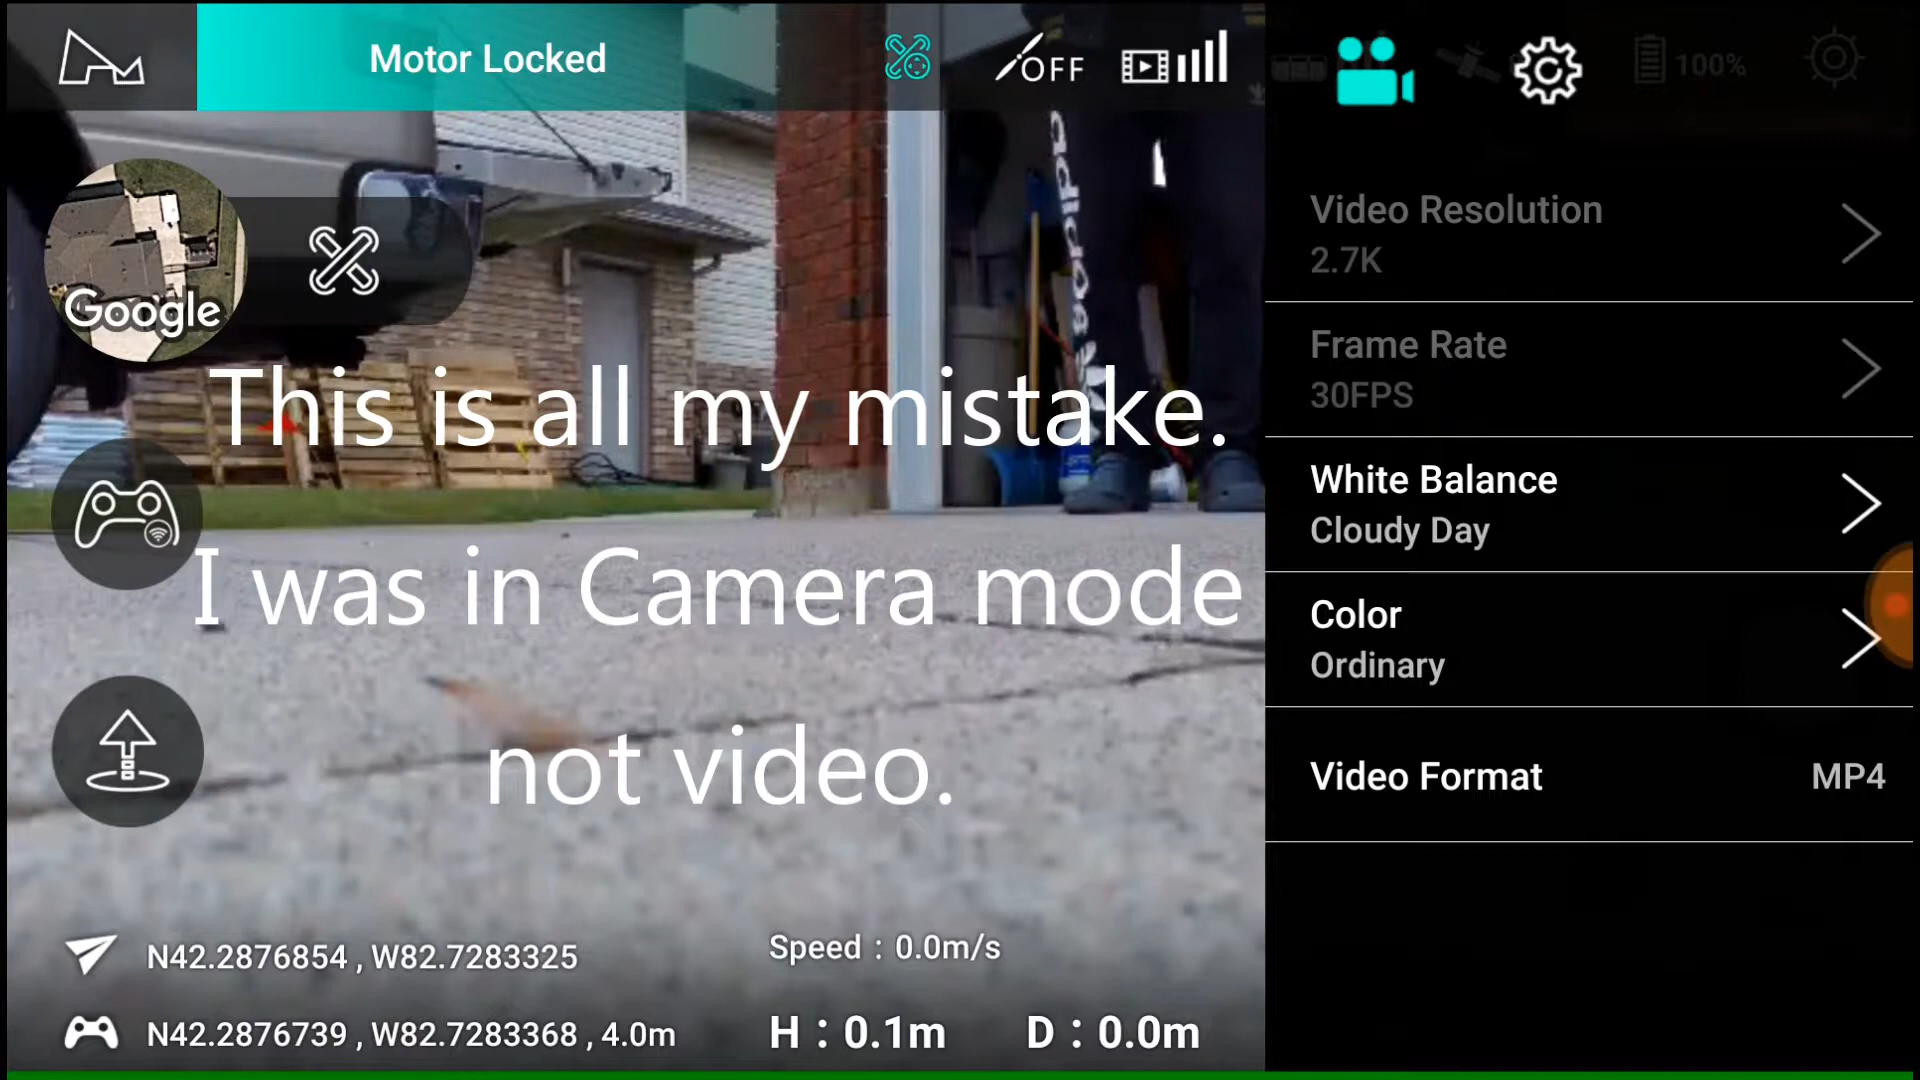 Motor Locked
OFF
100%
Google
adidas
This is all my mistake.
I was in Camera mode
not video.
Video Resolution
2.7K
Frame Rate
30FPS
White Balance
Cloudy Day
Color
Ordinary
Video Format
MP4
N42.2876854 , W82.7283325
Speed : 0.0m/s
N42.2876739 , W82.7283368 , 4.0m
H : 0.1m
D : 0.0m